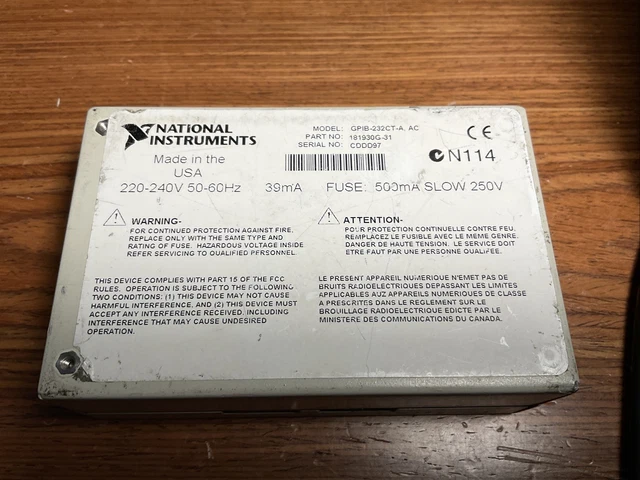 NATIONAL
INSTRUMENTS
MODEL: GPIB-232CT-A, AC
PART NO: 181930G-31
SERIAL NO: CDDD97
CE
N114
Made in the
USA
220-240V 50-60Hz 39mA FUSE: 500mA SLOW 250V
WARNING-
FOR CONTINUED PROTECTION AGAINST FIRE,
REPLACE ONLY WITH THE SAME TYPE AND
RATING OF FUSE. HAZARDOUS VOLTAGE INSIDE
REFER SERVICING TO QUALIFIED PERSONNEL.
ATTENTION-
POUR PROTECTION CONTINUELLE CONTRE FEU,
REMPLACEZ LE FUSIBLE AVEC LE MEME GENRE.
DANGER DE HAUTE TENSION. LE SERVICE DOIT
ETRE FAIT PAR UNE PERSONNE QUALIFÉE.
THIS DEVICE COMPLIES WITH PART 15 OF THE FCC
RULES. OPERATION IS SUBJECT TO THE FOLLOWING
TWO CONDITIONS: (1) THIS DEVICE MAY NOT CAUSE
HARMFUL INTERFERENCE, AND (2) THIS DEVICE MUST
ACCEPT ANY INTERFERENCE RECEIVED, INCLUDING
INTERFERENCE THAT MAY CAUSE UNDESIRED
OPERATION.
LE PRESENT APPAREIL NUMERIQUE N'EMET PAS DE
BRUITS RADIOELECTRIQUES DEPASSANT LES LIMITES
APPLICABLES AUX APPAREILS NUMERIQUES DE CLASSE
A PRESCRITES DANS LE REGLEMENT SUR LE
BROUILLAGE RADIOELECTRIQUE EDICTE PAR LE
MINISTERE DES COMMUNICATIONS DU CANADA.